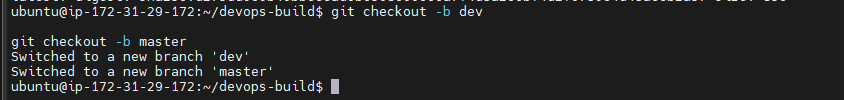 ubuntu@ip-172-31-29-172:~/devops-build$ git checkout -b dev
git checkout -b master
Switched to a new branch 'dev'
Switched to a new branch 'master'
ubuntu@ip-172-31-29-172:~/devops-build$